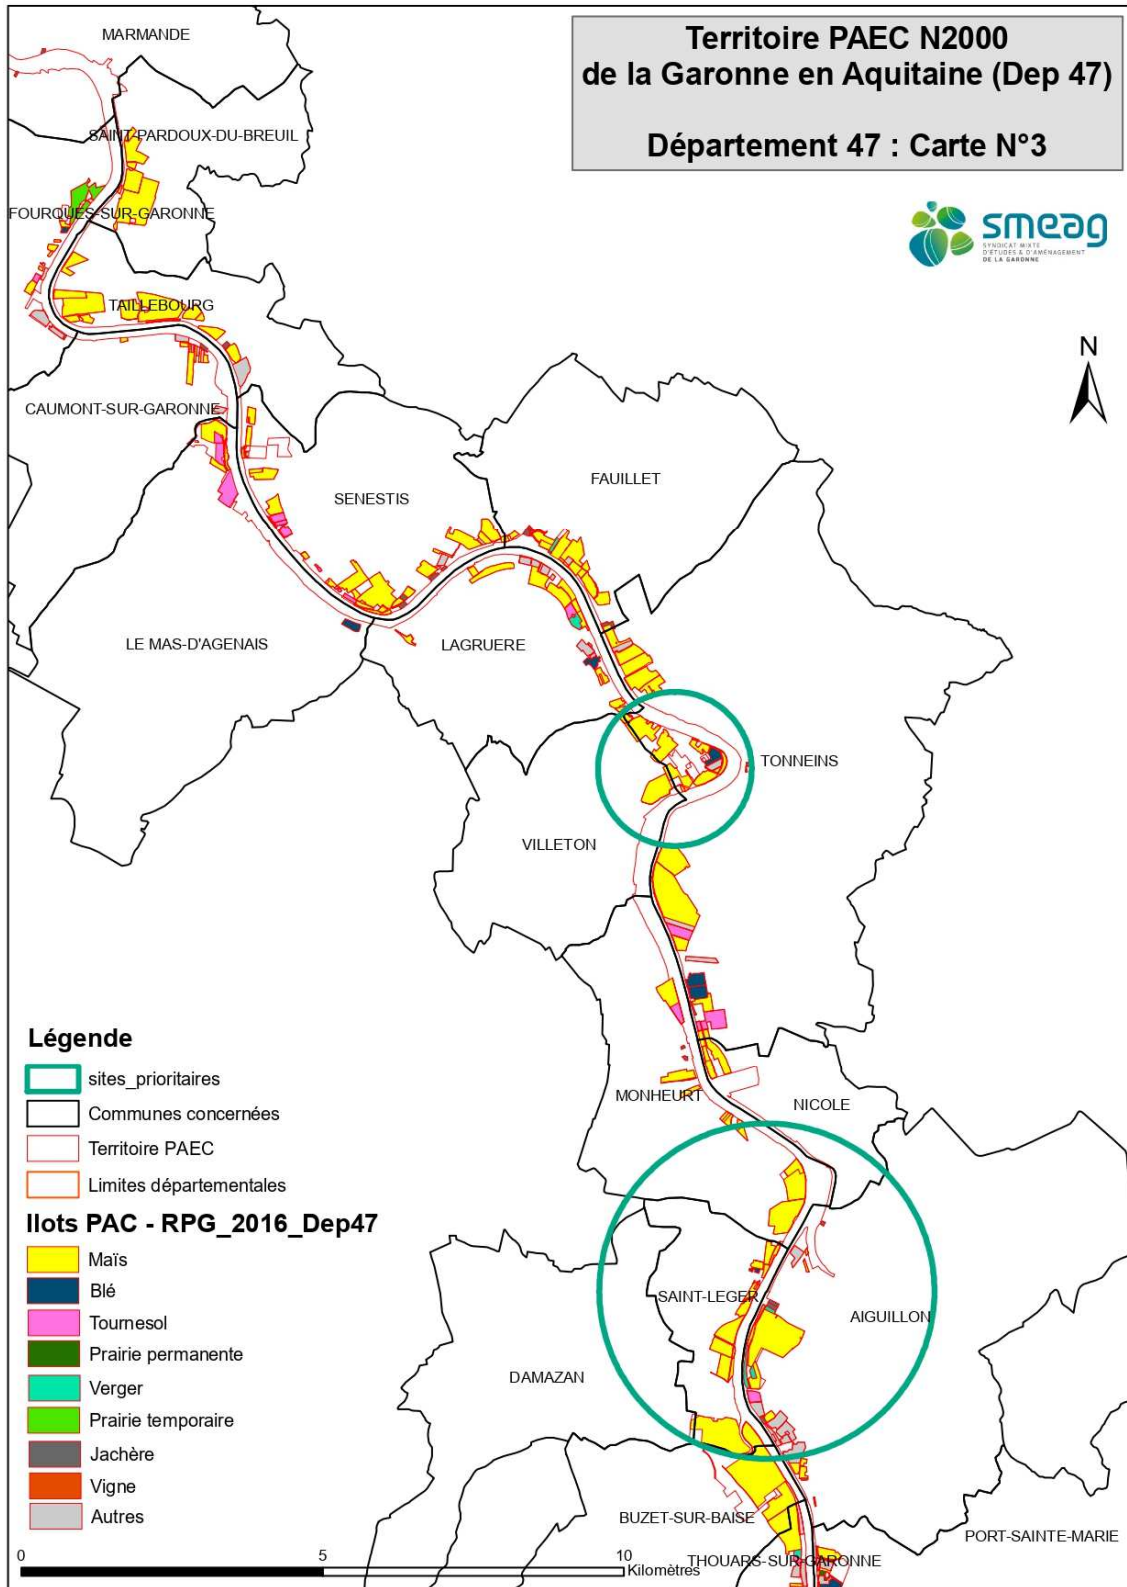 MARMANDE
Territoire PAEC N2000
de la Garonne en Aquitaine (Dep 47)
Département 47 : Carte N°3
SAINT-PARDOUX-DU-BREUIL
FOURQUES-SUR-GARONNE
smeag
SYNDICAT MIXTE
D'ÉTUDES & D'AMÉNAGEMENT
DE LA GARONNE
TAILLEBOURG
N
CAUMONT-SUR-GARONNE
FAUILLET
SENESTIS
LE MAS-D'AGENAIS
LAGRUERE
TONNEINS
VILLETON
Légende
sites_prioritaires
Communes concernées
Territoire PAEC
Limites départementales
Ilots PAC - RPG_2016_Dep47
Maïs
Blé
Tournesol
Prairie permanente
Verger
Prairie temporaire
Jachère
Vigne
Autres
MONHEURT
NICOLE
SAINT-LEGER
AIGUILLON
DAMAZAN
BUZET-SUR-BAISE
PORT-SAINTE-MARIE
THOUARS-SUR-GARONNE
0 5 10
Kilomètres